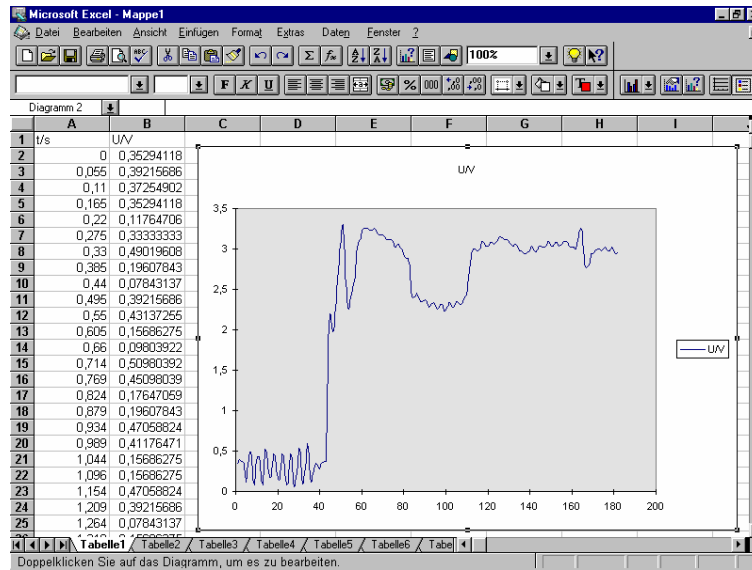 Microsoft Excel - Mappe1
Datei Bearbeiten Ansicht Einfügen Format Extras Daten Fenster ?
100%
F K U % 000
Diagramm 2
A B C D E F G H I
1 t/s U/V
2 0 0,35294118
3 0,055 0,39215686
4 0,11 0,37254902
5 0,165 0,35294118
6 0,22 0,11764706
7 0,275 0,33333333
8 0,33 0,49019608
9 0,385 0,19607843
10 0,44 0,07843137
11 0,495 0,39215686
12 0,55 0,43137255
13 0,605 0,15686275
14 0,66 0,09803922
15 0,714 0,50980392
16 0,769 0,45098039
17 0,824 0,17647059
18 0,879 0,19607843
19 0,934 0,47058824
20 0,989 0,41176471
21 1,044 0,15686275
22 1,096 0,15686275
23 1,154 0,47058824
24 1,209 0,39215686
25 1,264 0,07843137
U/V
3,5
3
2,5
2
1,5
1
0,5
0
0 20 40 60 80 100 120 140 160 180 200
U/V
Tabelle1 Tabelle2 Tabelle3 Tabelle4 Tabelle5 Tabelle6 Tabe
Doppelklicken Sie auf das Diagramm, um es zu bearbeiten.